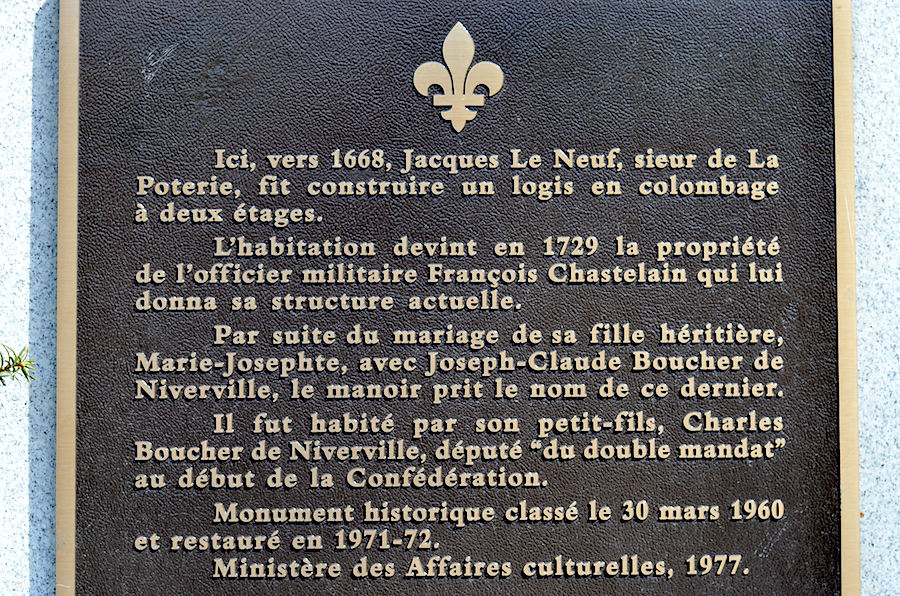 Ici, vers 1668, Jacques Le Neuf, sieur de La
Poterie, fit construire un logis en colombage
à deux étages.
L'habitation devint en 1729 la propriété
de l'officier militaire François Chastelain qui lui
donna sa structure actuelle.
Par suite du mariage de sa fille héritière,
Marie-Josephte, avec Joseph-Claude Boucher de
Niverville, le manoir prit le nom de ce dernier.
Il fut habité par son petit-fils, Charles
Boucher de Niverville, député “du double mandat”
au début de la Confédération.
Monument historique classé le 30 mars 1960
et restauré en 1971-72.
Ministère des Affaires culturelles, 1977.